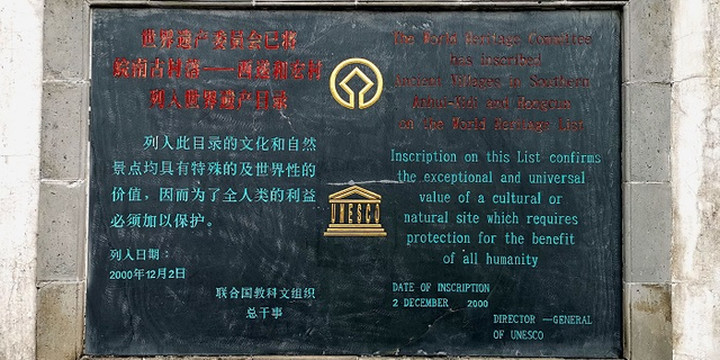 世界遗产委员会已将
皖南古村落——西递和宏村
列入世界遗产目录
列入此目录的文化和自然
景点均具有特殊的及世界性的
价值，因而为了全人类的利益
必须加以保护。
列入日期：
2000年12月2日
联合国教科文组织
总干事
UNESCO
The World Heritage Committee
has inscribed
Ancient Villages in Southern
Anhui-Xidi and Hongcun
on the World Heritage List
Inscription on this List confirms
the exceptional and universal
value of a cultural or
natural site which requires
protection for the benefit
of all humanity
DATE OF INSCRIPTION
2 DECEMBER 2000
DIRECTOR —GENERAL
OF UNESCO